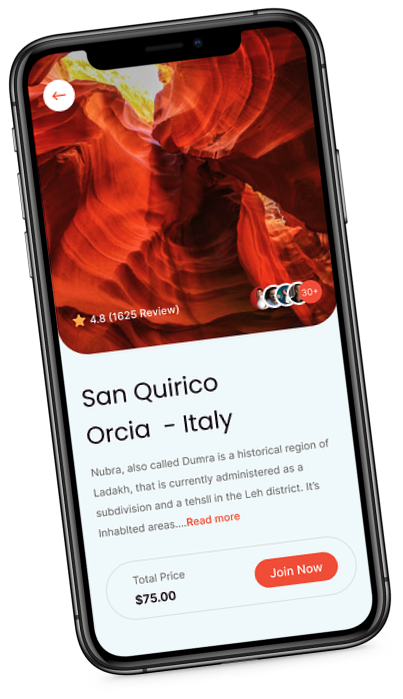 4.8 (1625 Review)
30+
San Quirico
Orcia - Italy
Nubra, also called Dumra is a historical region of
Ladakh, that is currently administered as a
subdivision and a tehsil in the Leh district. It's
Inhablted areas....Read more
Total Price
$75.00
Join Now